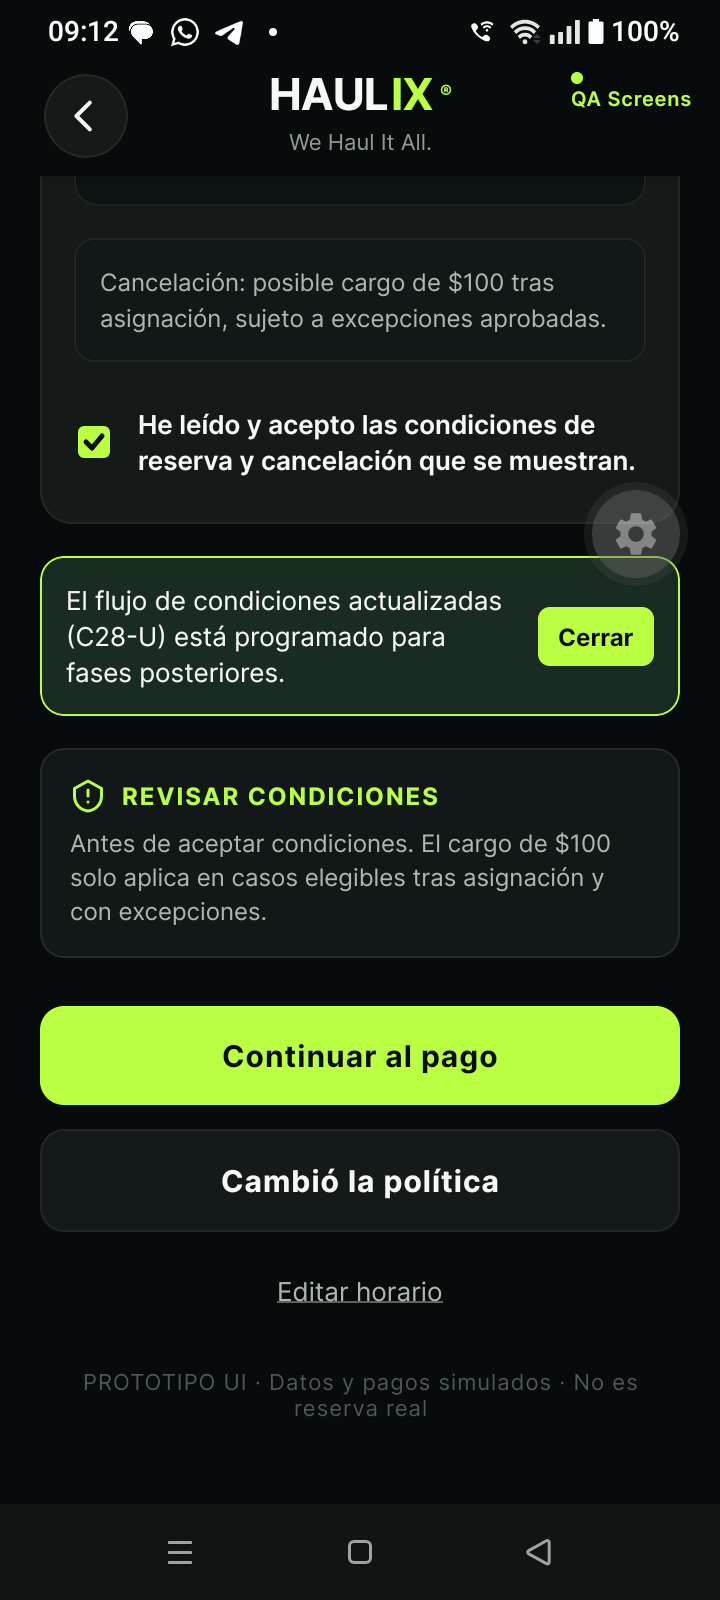 09:12
100%
HAULIX ®
QA Screens
We Haul It All.
Cancelación: posible cargo de $100 tras
asignación, sujeto a excepciones aprobadas.
He leído y acepto las condiciones de
reserva y cancelación que se muestran.
El flujo de condiciones actualizadas
(C28-U) está programado para
fases posteriores.
Cerrar
REVISAR CONDICIONES
Antes de aceptar condiciones. El cargo de $100
solo aplica en casos elegibles tras asignación y
con excepciones.
Continuar al pago
Cambió la política
Editar horario
PROTOTIPO UI · Datos y pagos simulados · No es
reserva real